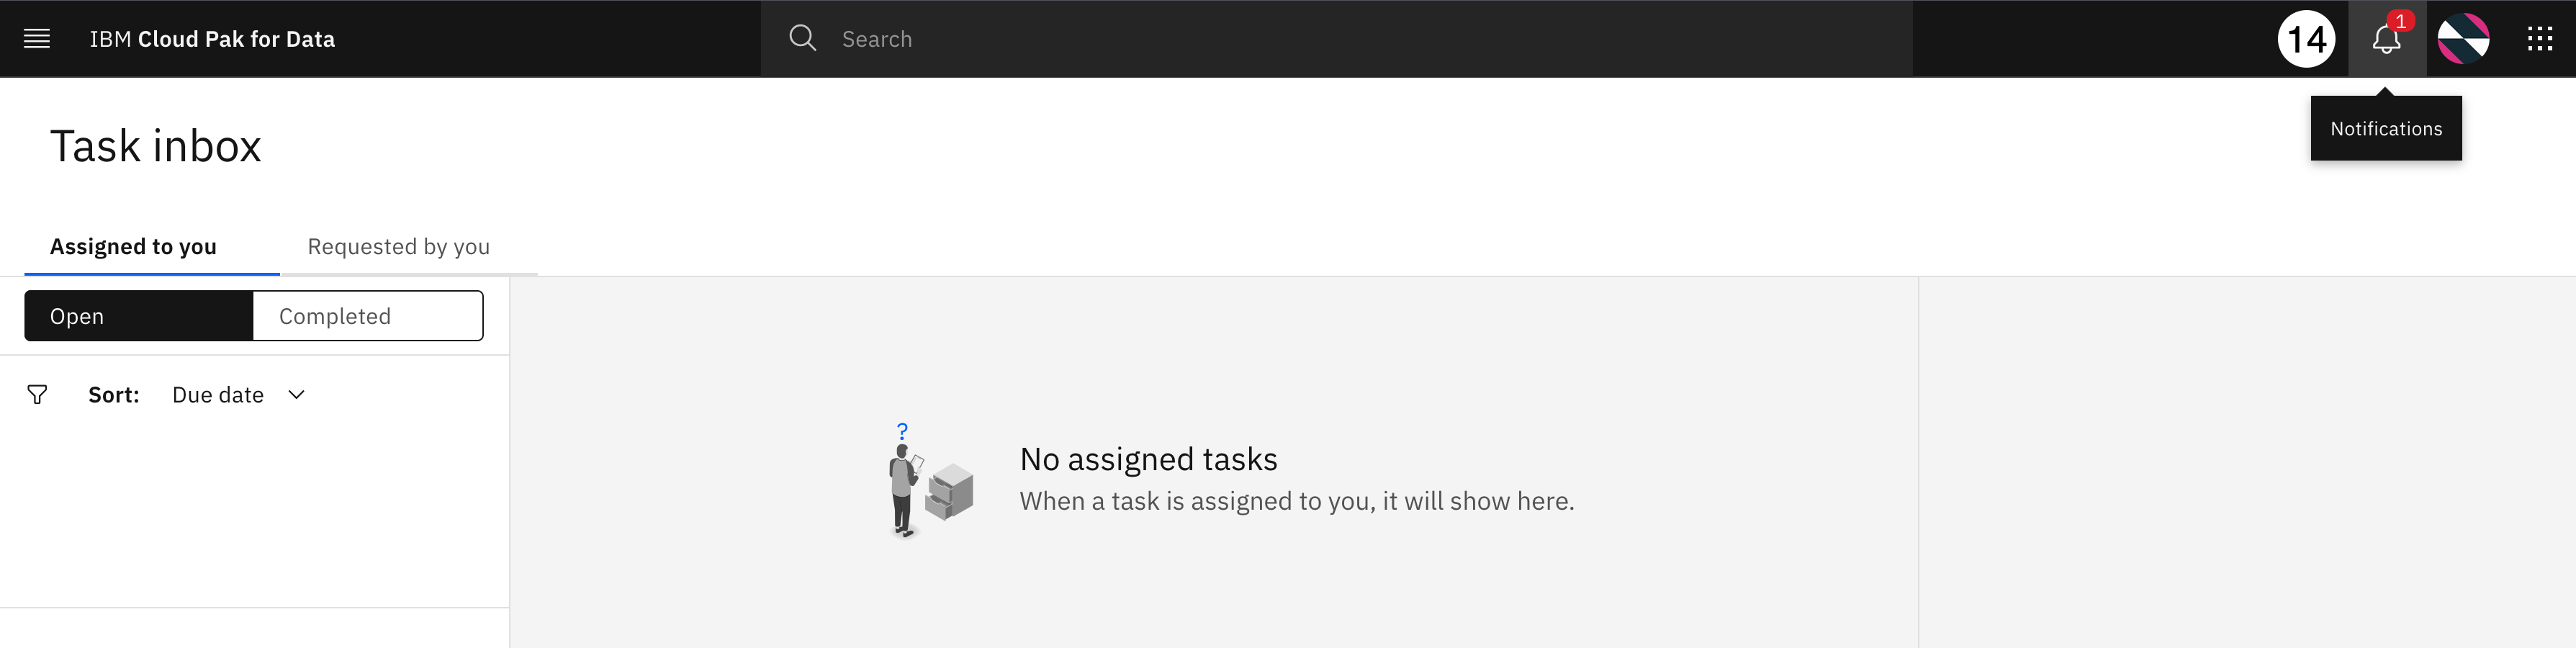 IBM Cloud Pak for Data
Search
14
1
Notifications
Task inbox
Assigned to you
Requested by you
Open
Completed
Sort: Due date
?
No assigned tasks
When a task is assigned to you, it will show here.